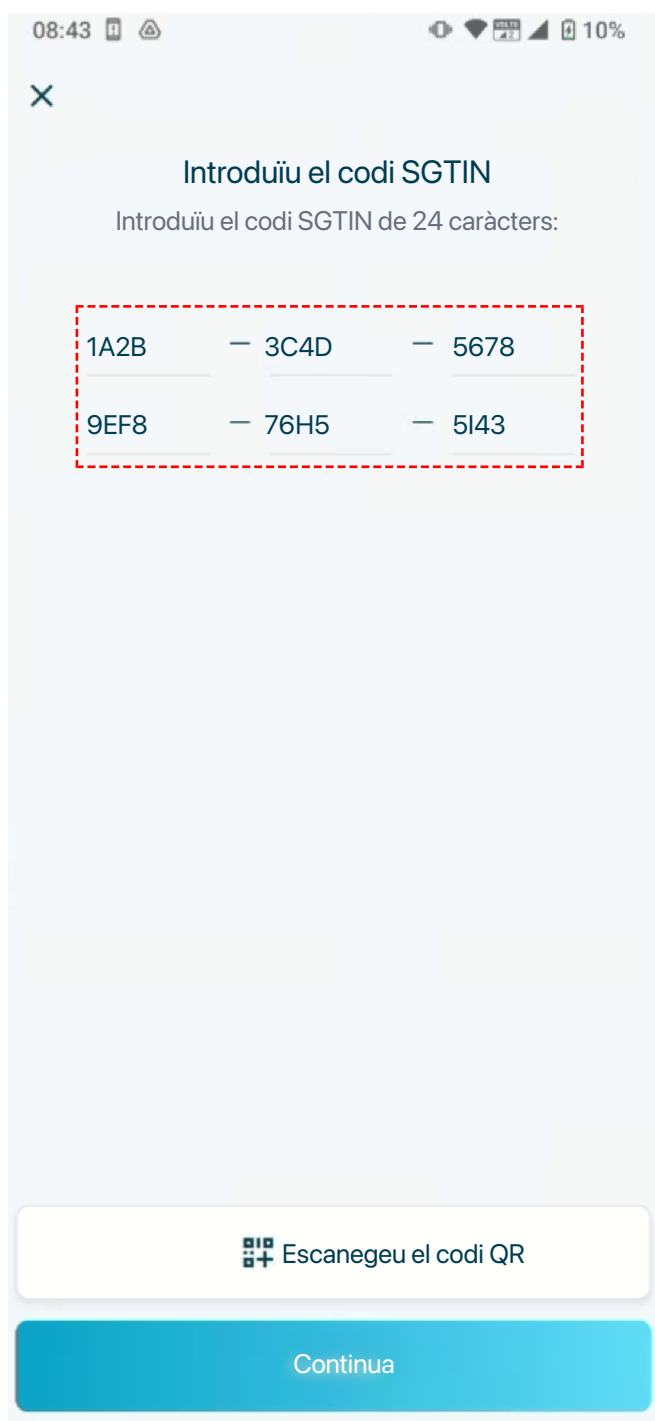 08:43 10%
Introduïu el codi SGTIN
Introduïu el codi SGTIN de 24 caràcters:
1A2B — 3C4D — 5678
9EF8 — 76H5 — 5I43
Escanegeu el codi QR
Continua